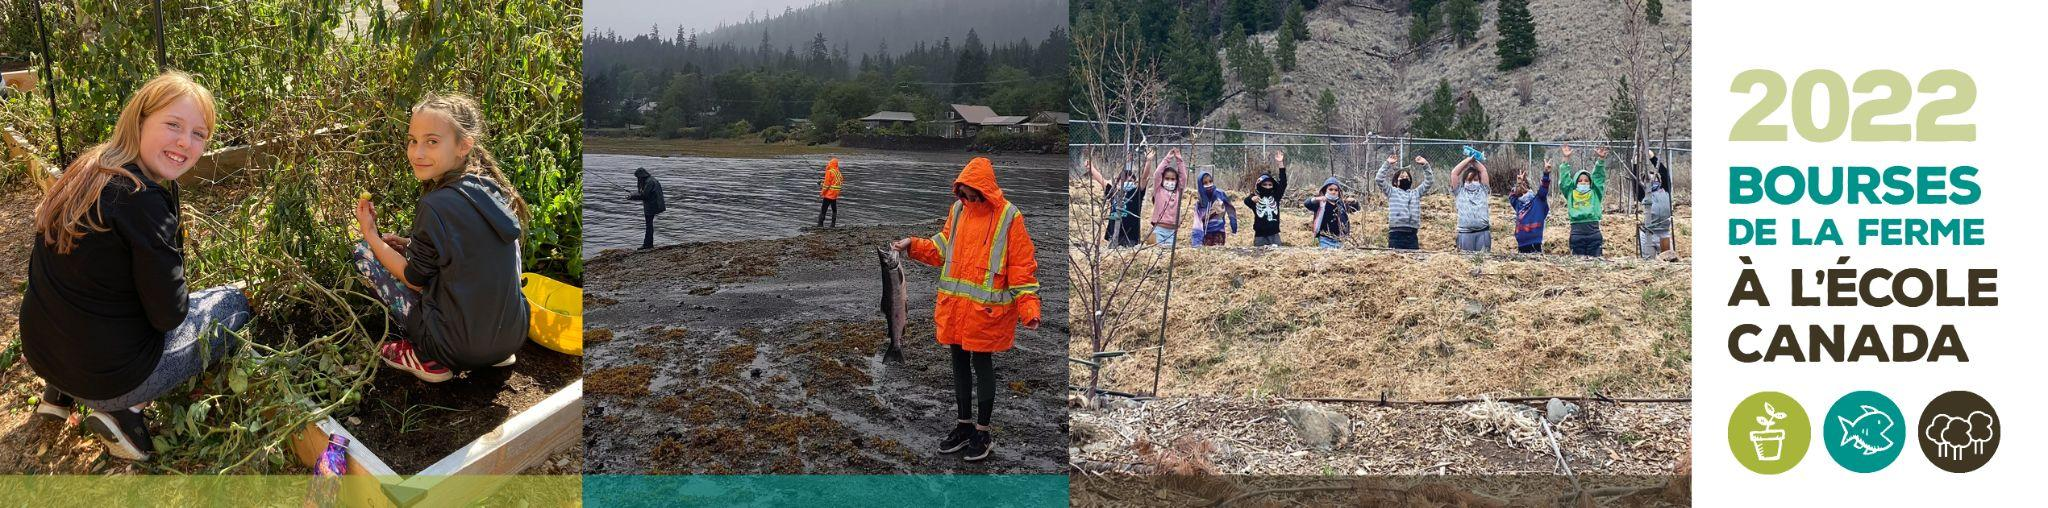 2022
BOURSES
DE LA FERME
À L'ÉCOLE
CANADA